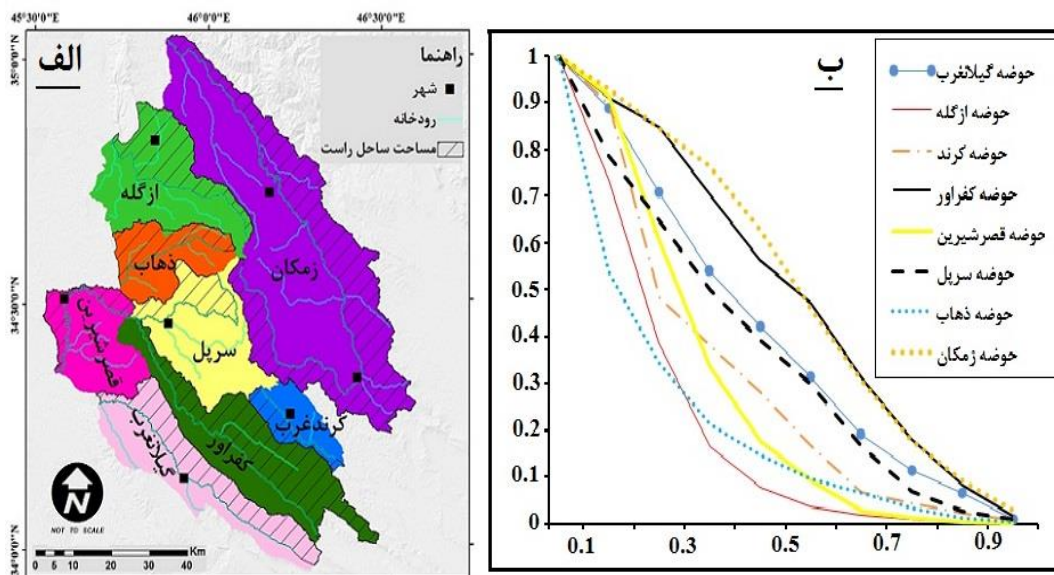 45°30'0"E
46°0'0"E
46°30'0"E
35°0'0"N
34°30'0"N
34°0'0"N
الف
راهنما
شهر
رودخانه
مساحت ساحل راست
ازگله
ذهاب
زمکان
سرپل
قصرشیرین
کرندغرب
کفراور
گیلانغرب
N
NOT TO SCALE
0 5 10 20 30 40 Km
ب
حوضه گیلانغرب
حوضه ازگله
حوضه کرند
حوضه کفراور
حوضه قصرشیرین
حوضه سرپل
حوضه ذهاب
حوضه زمکان
1
0.9
0.8
0.7
0.6
0.5
0.4
0.3
0.2
0.1
0
0.1 0.3 0.5 0.7 0.9